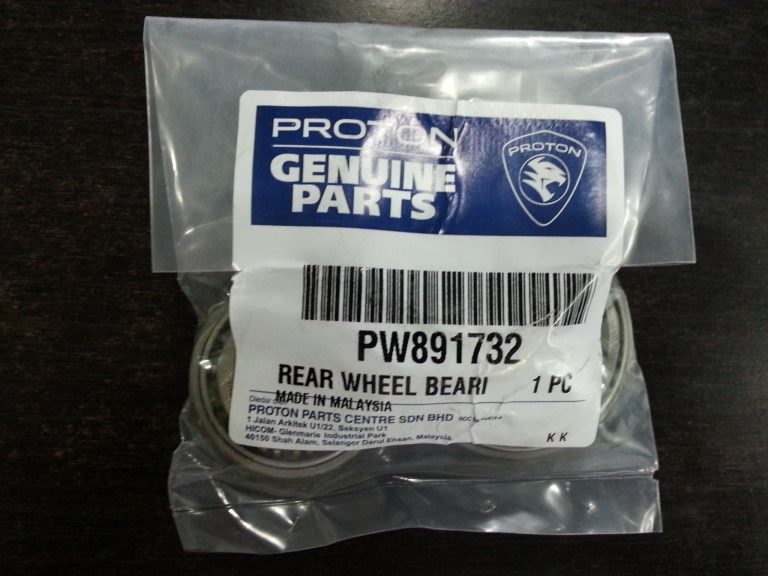 PROTON
GENUINE
PARTS
PROTON
PW891732
REAR WHEEL BEARI 1 PC
MADE IN MALAYSIA
Diedar
PROTON PARTS CENTRE SDN BHD
1 Jalan Arkitek U1/22, Seksyen U1
HICOM- Glenmarie Industrial Park
40150 Shah Alam, Selangor Darul Ehsan, Malaysia.
K K